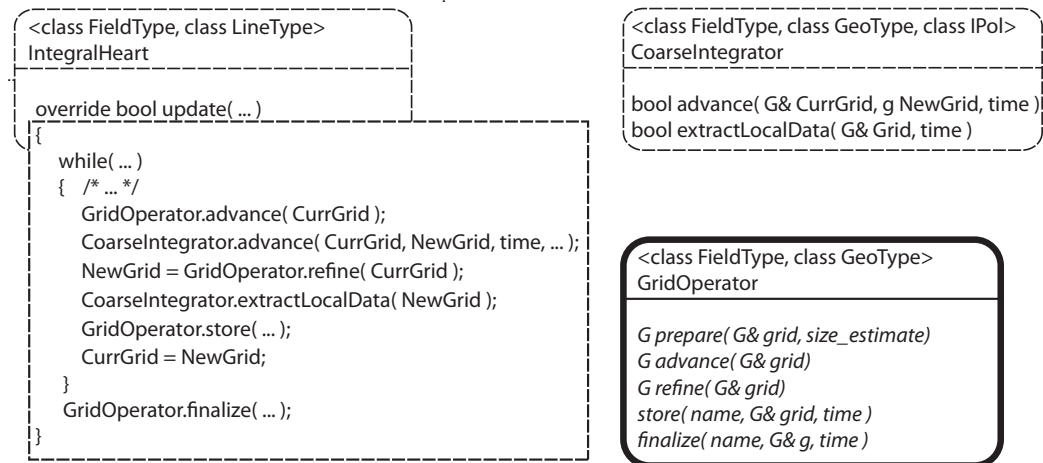 <class FieldType, class LineType>
IntegralHeart
override bool update( ... )
{
while( ... )
{ /* ... */
GridOperator.advance( CurrGrid );
CoarseIntegrator.advance( CurrGrid, NewGrid, time, ... );
NewGrid = GridOperator.refine( CurrGrid );
CoarseIntegrator.extractLocalData( NewGrid );
GridOperator.store( ... );
CurrGrid = NewGrid;
}
GridOperator.finalize( ... );
}
<class FieldType, class GeoType, class IPol>
CoarseIntegrator
bool advance( G& CurrGrid, g NewGrid, time )
bool extractLocalData( G& Grid, time )
<class FieldType, class GeoType>
GridOperator
G prepare( G& grid, size_estimate)
G advance( G& grid)
G refine( G& grid)
store( name, G& grid, time )
finalize( name, G& g, time )